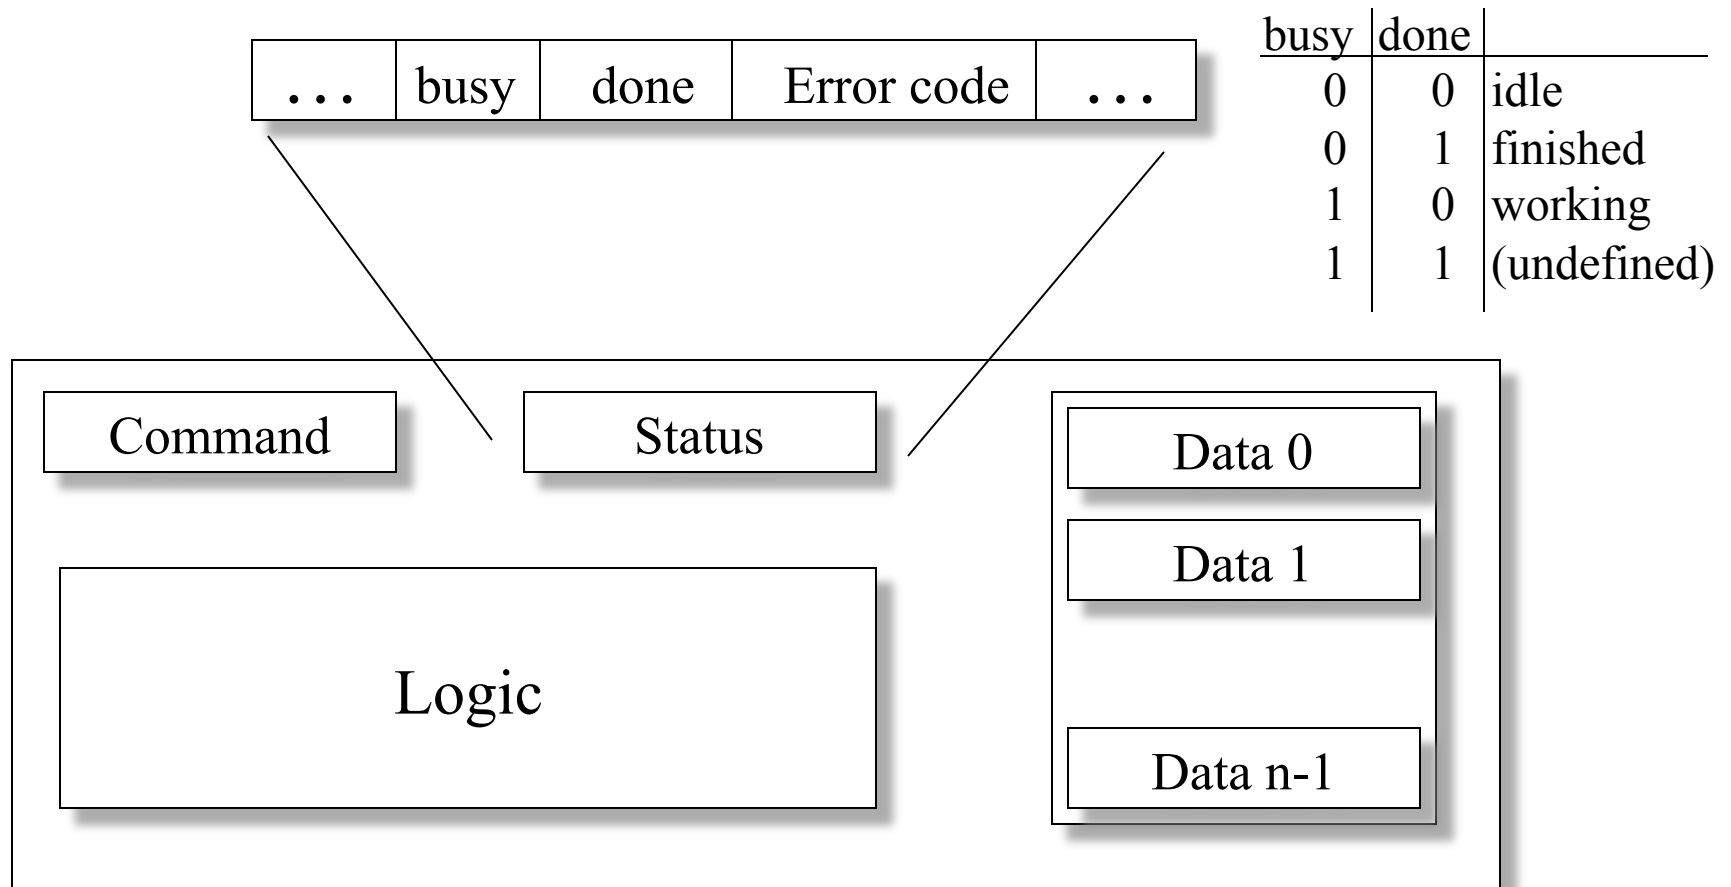 ... busy done Error code ...
busy done
0 0 idle
0 1 finished
1 0 working
1 1 (undefined)
Command
Status
Data 0
Data 1
Logic
Data n-1